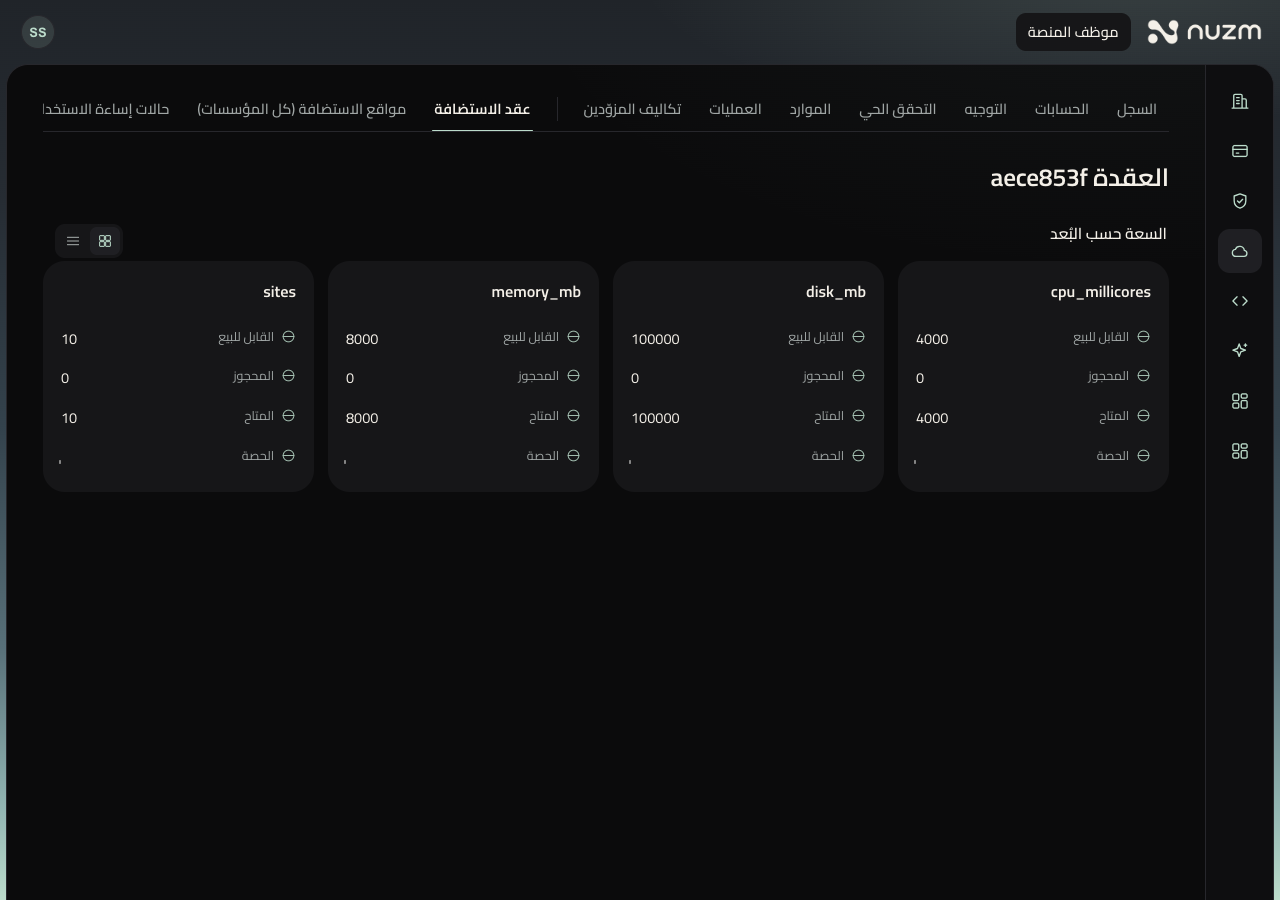 nuzm
موظف المنصة
SS
السجل
الحسابات
التوجيه
التحقق الحي
الموارد
العمليات
تكاليف المزوّدين
عقد الاستضافة
مواقع الاستضافة (كل المؤسسات)
حالات إساءة الاستخدا
العقدة aece853f
السعة حسب البُعد
cpu_millicores
القابل للبيع 4000
المحجوز 0
المتاح 4000
الحصة
disk_mb
القابل للبيع 100000
المحجوز 0
المتاح 100000
الحصة
memory_mb
القابل للبيع 8000
المحجوز 0
المتاح 8000
الحصة
sites
القابل للبيع 10
المحجوز 0
المتاح 10
الحصة